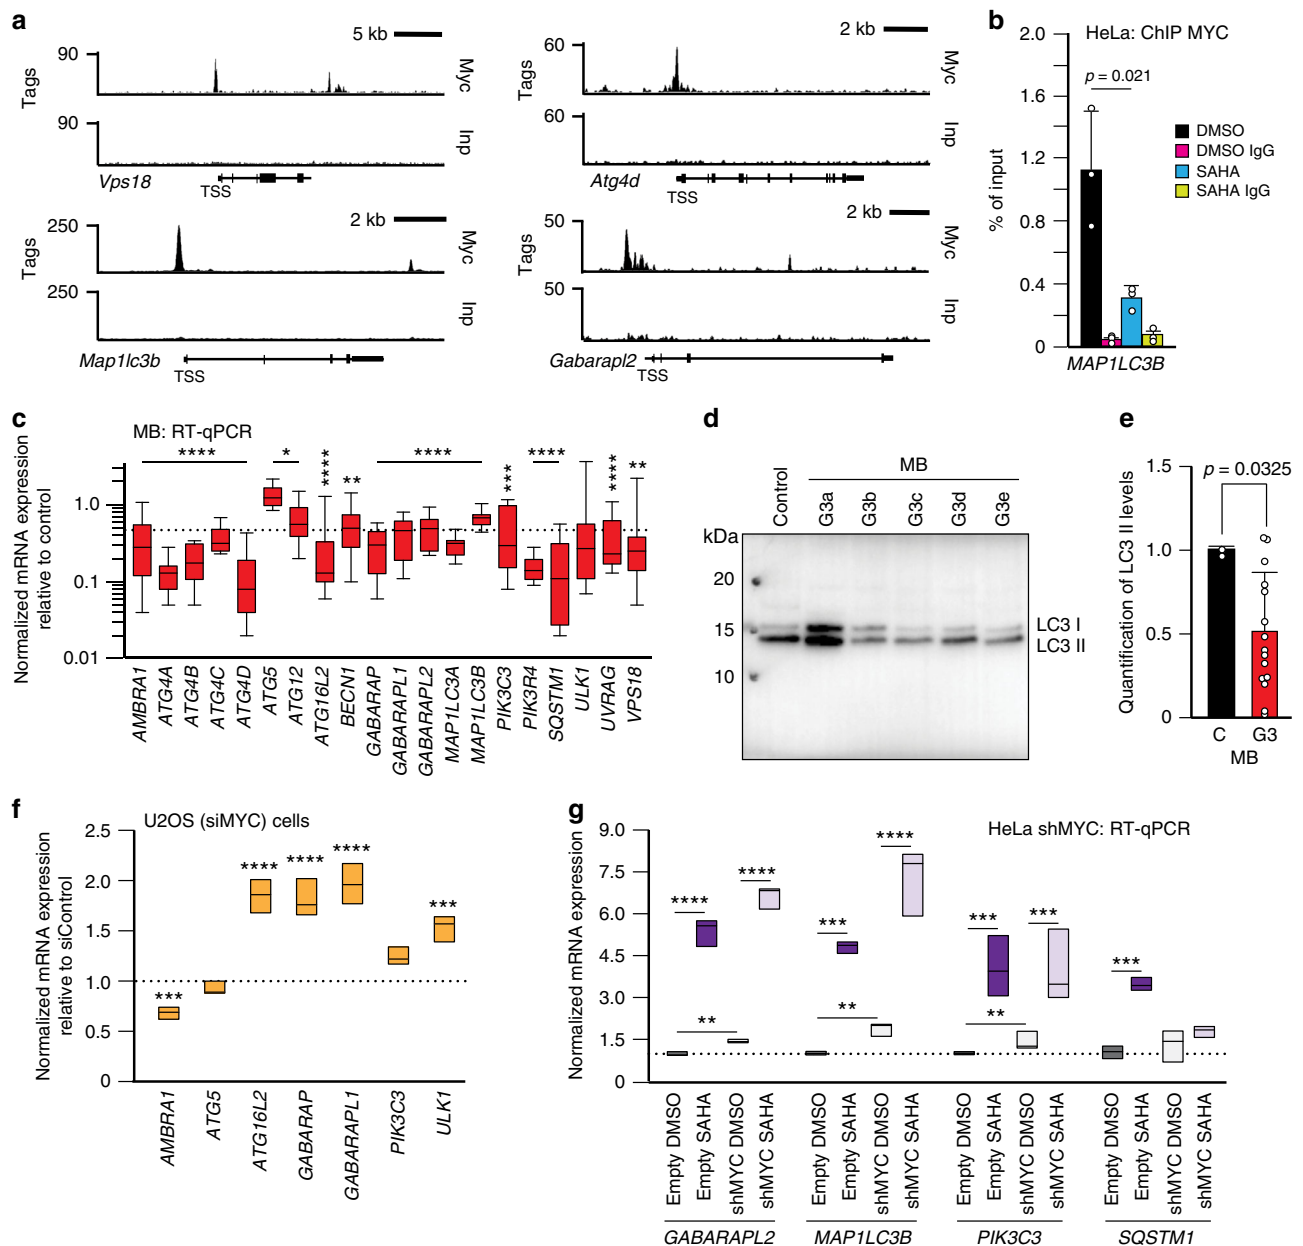 a
5 kb
90
Tags
Myc
90
Inp
Vps18
TSS
2 kb
60
Tags
Myc
60
Inp
Atg4d
TSS
2 kb
250
Tags
Myc
250
Inp
Map1lc3b
TSS
2 kb
50
Tags
Myc
50
Inp
Gabarapl2
TSS
b
HeLa: ChIP MYC
% of input
2.0
1.6
1.2
0.8
0.4
0
p = 0.021
DMSO
DMSO IgG
SAHA
SAHA IgG
MAP1LC3B
c
MB: RT-qPCR
Normalized mRNA expression
relative to control
1.0
0.1
0.01
****
*
****
**
****
***
****
****
**
AMBRA1
ATG4A
ATG4B
ATG4C
ATG4D
ATG5
ATG12
ATG16L2
BECN1
GABARAP
GABARAPL1
GABARAPL2
MAP1LC3A
MAP1LC3B
PIK3C3
PIK3R4
SQSTM1
ULK1
UVRAG
VPS18
d
MB
Control
G3a
G3b
G3c
G3d
G3e
kDa
20
15
10
LC3 I
LC3 II
e
Quantification of LC3 II levels
1.5
1.0
0.5
0
p = 0.0325
C
G3
MB
f
U2OS (siMYC) cells
Normalized mRNA expression
relative to siControl
2.5
2.0
1.5
1.0
0.5
0
***
****
****
****
***
AMBRA1
ATG5
ATG16L2
GABARAP
GABARAPL1
PIK3C3
ULK1
g
HeLa shMYC: RT-qPCR
Normalized mRNA expression
9.0
7.5
6.0
4.5
3.0
1.5
0
****
****
**
***
****
**
***
***
**
***
Empty DMSO
Empty SAHA
shMYC DMSO
shMYC SAHA
Empty DMSO
Empty SAHA
shMYC DMSO
shMYC SAHA
Empty DMSO
Empty SAHA
shMYC DMSO
shMYC SAHA
Empty DMSO
Empty SAHA
shMYC DMSO
shMYC SAHA
GABARAPL2
MAP1LC3B
PIK3C3
SQSTM1